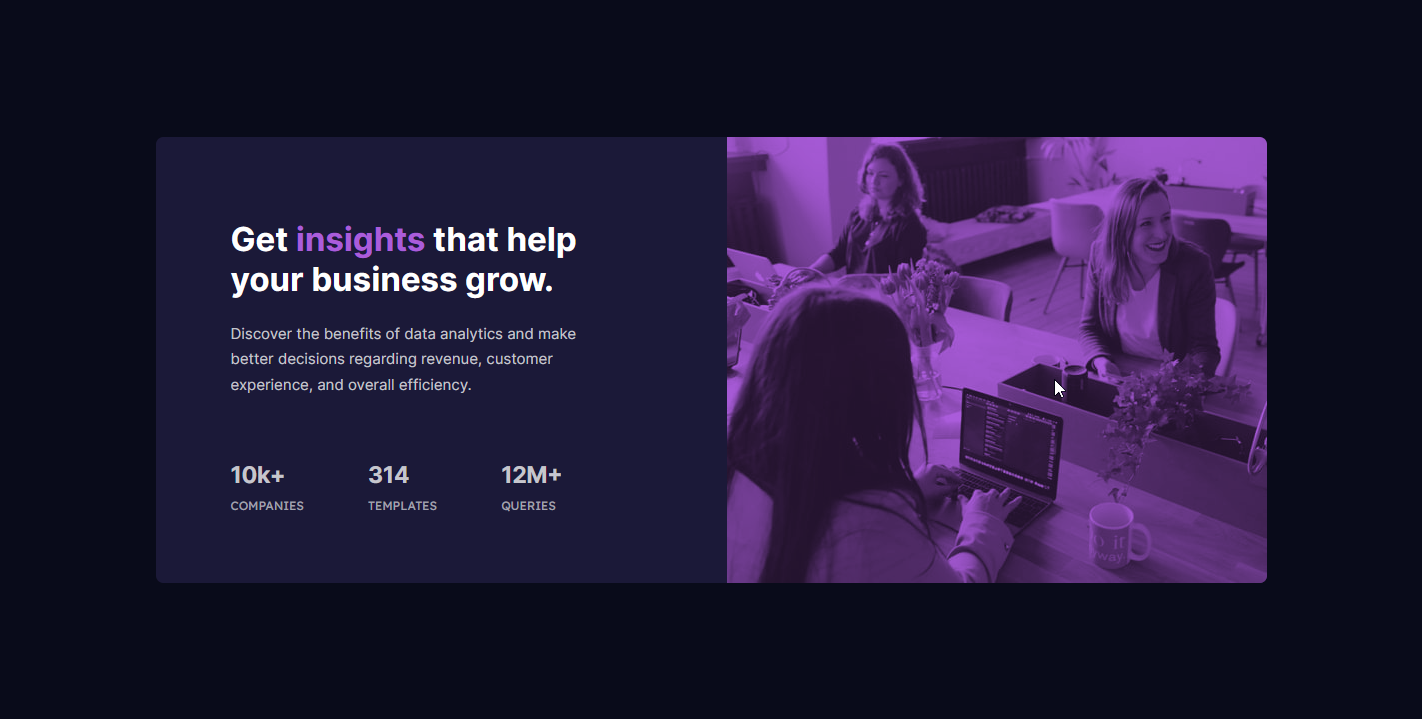 Get insights that help
your business grow.
Discover the benefits of data analytics and make
better decisions regarding revenue, customer
experience, and overall efficiency.
10k+ 314 12M+
COMPANIES TEMPLATES QUERIES